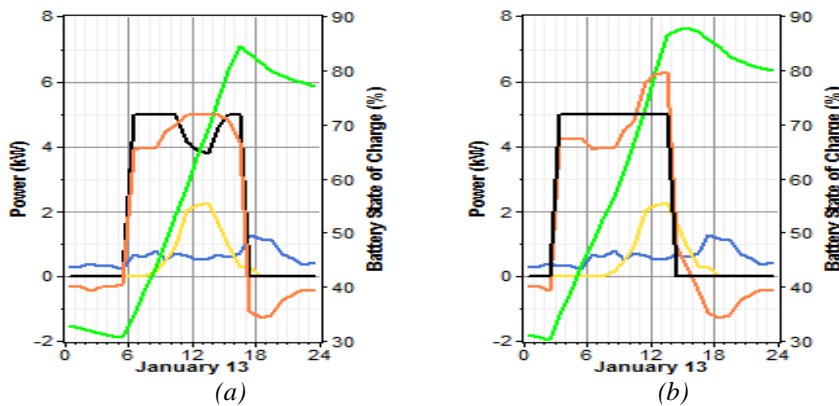 8 90 8 90
6 80 6 80
4 70 4 70
2 60 2 60
0 50 0 50
-2 40 -2 40
30 30
Power (kW) Battery State of Charge (%) Power (kW) Battery State of Charge (%)
0 6 12 18 24 0 6 12 18 24
January 13 January 13
(a) (b)